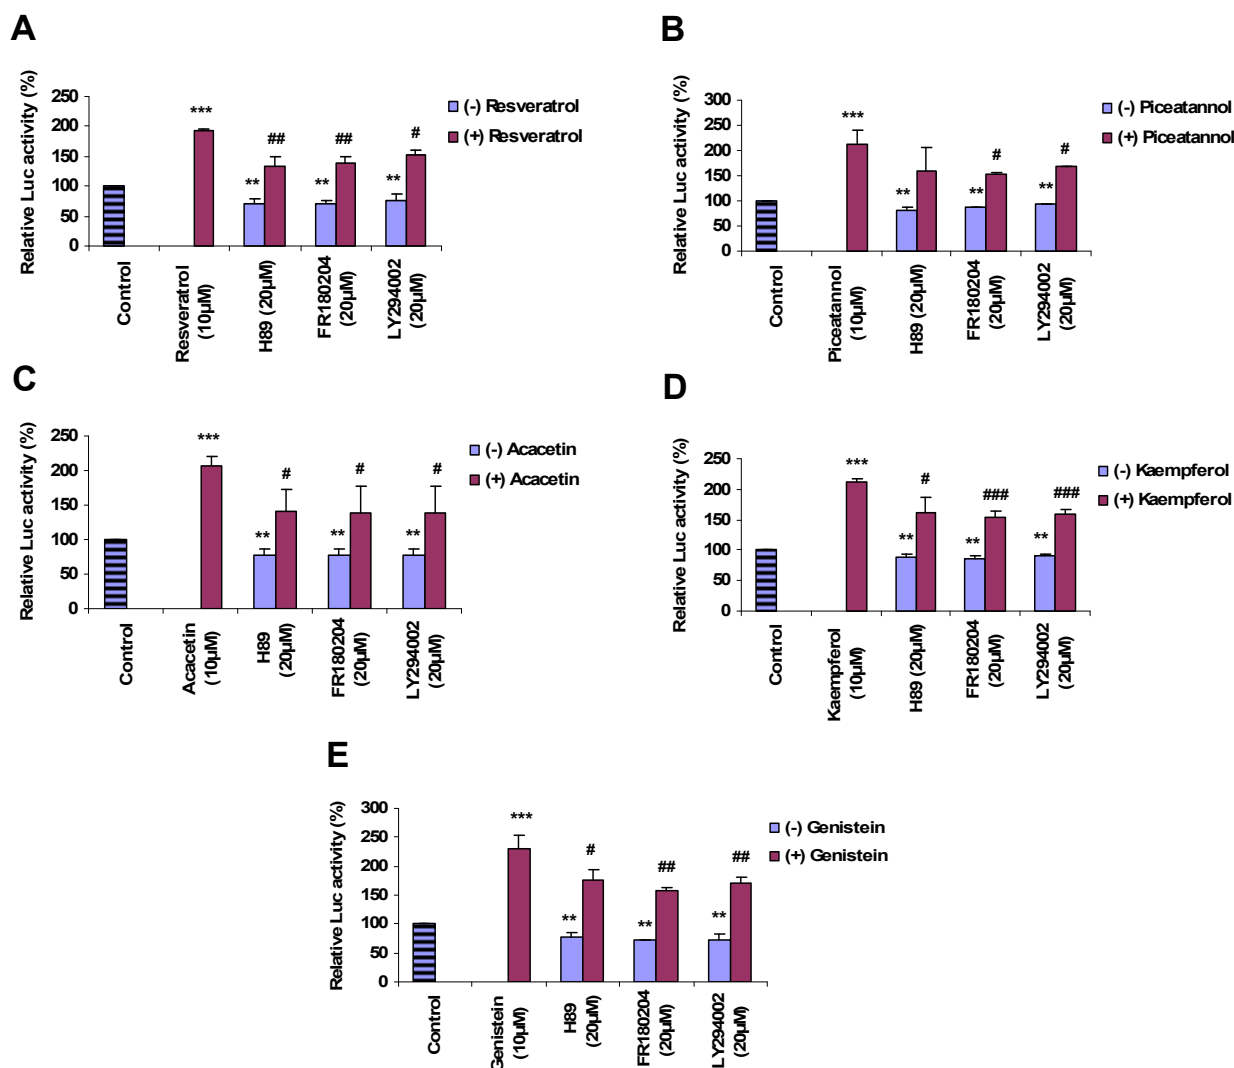 A
Relative Luc activity (%)
250
200
150
100
50
0
***
**
##
**
##
**
#
(-) Resveratrol
(+) Resveratrol
Control
Resveratrol
(10µM)
H89 (20µM)
FR180204
(20µM)
LY294002
(20µM)
B
Relative Luc activity (%)
300
250
200
150
100
50
0
***
**
**
#
**
#
(-) Piceatannol
(+) Piceatannol
Control
Piceatannol
(10µM)
H89 (20µM)
FR180204
(20µM)
LY294002
(20µM)
C
Relative Luc activity (%)
250
200
150
100
50
0
***
**
#
**
#
**
#
(-) Acacetin
(+) Acacetin
Control
Acacetin
(10µM)
H89
(20µM)
FR180204
(20µM)
LY294002
(20µM)
D
Relative Luc activity (%)
250
200
150
100
50
0
***
**
#
**
###
**
###
(-) Kaempferol
(+) Kaempferol
Control
Kaempferol
(10µM)
H89 (20µM)
FR180204
(20µM)
LY294002
(20µM)
E
Relative Luc activity (%)
300
250
200
150
100
50
0
***
**
#
**
##
**
##
(-) Genistein
(+) Genistein
Control
Genistein
(10µM)
H89
(20µM)
FR180204
(20µM)
LY294002
(20µM)